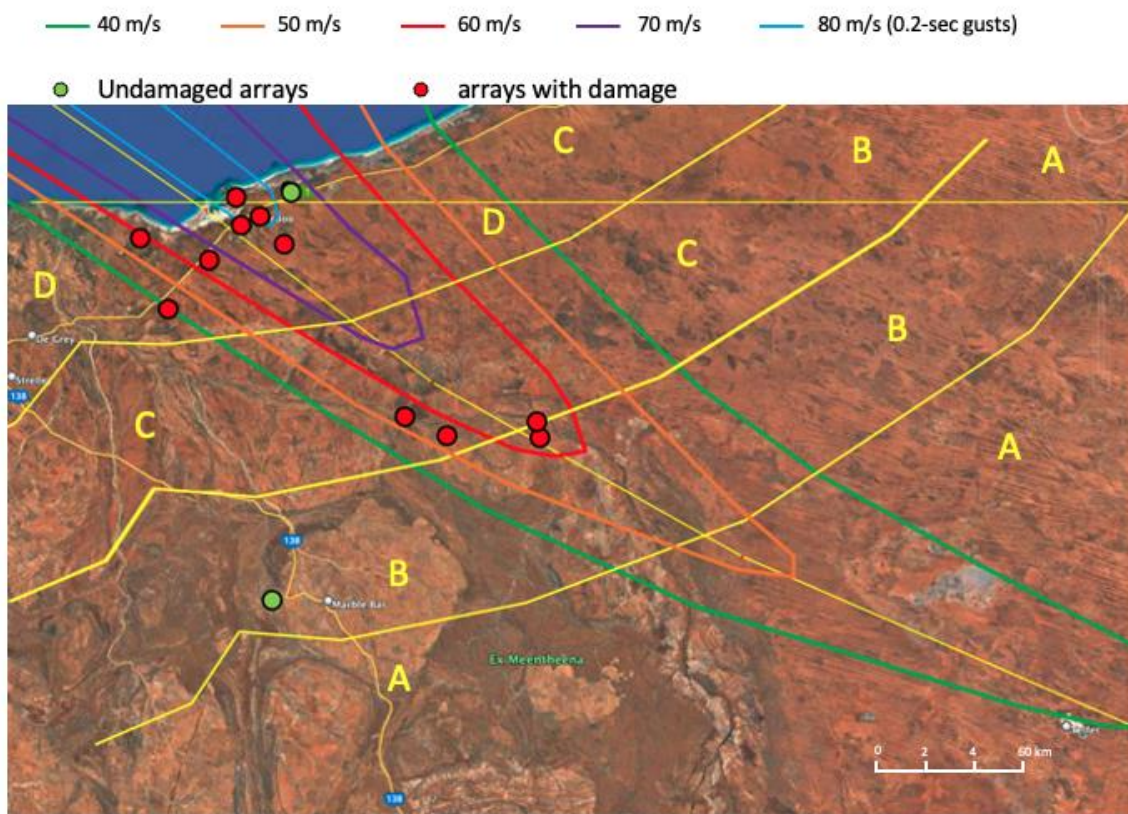 40 m/s 50 m/s 60 m/s 70 m/s 80 m/s (0.2-sec gusts)
Undamaged arrays arrays with damage
C B A
D D C
De Grey B
138
C A
138
B
Marble Bar
Ex Meentheena
A
0 2 4 60 km
138